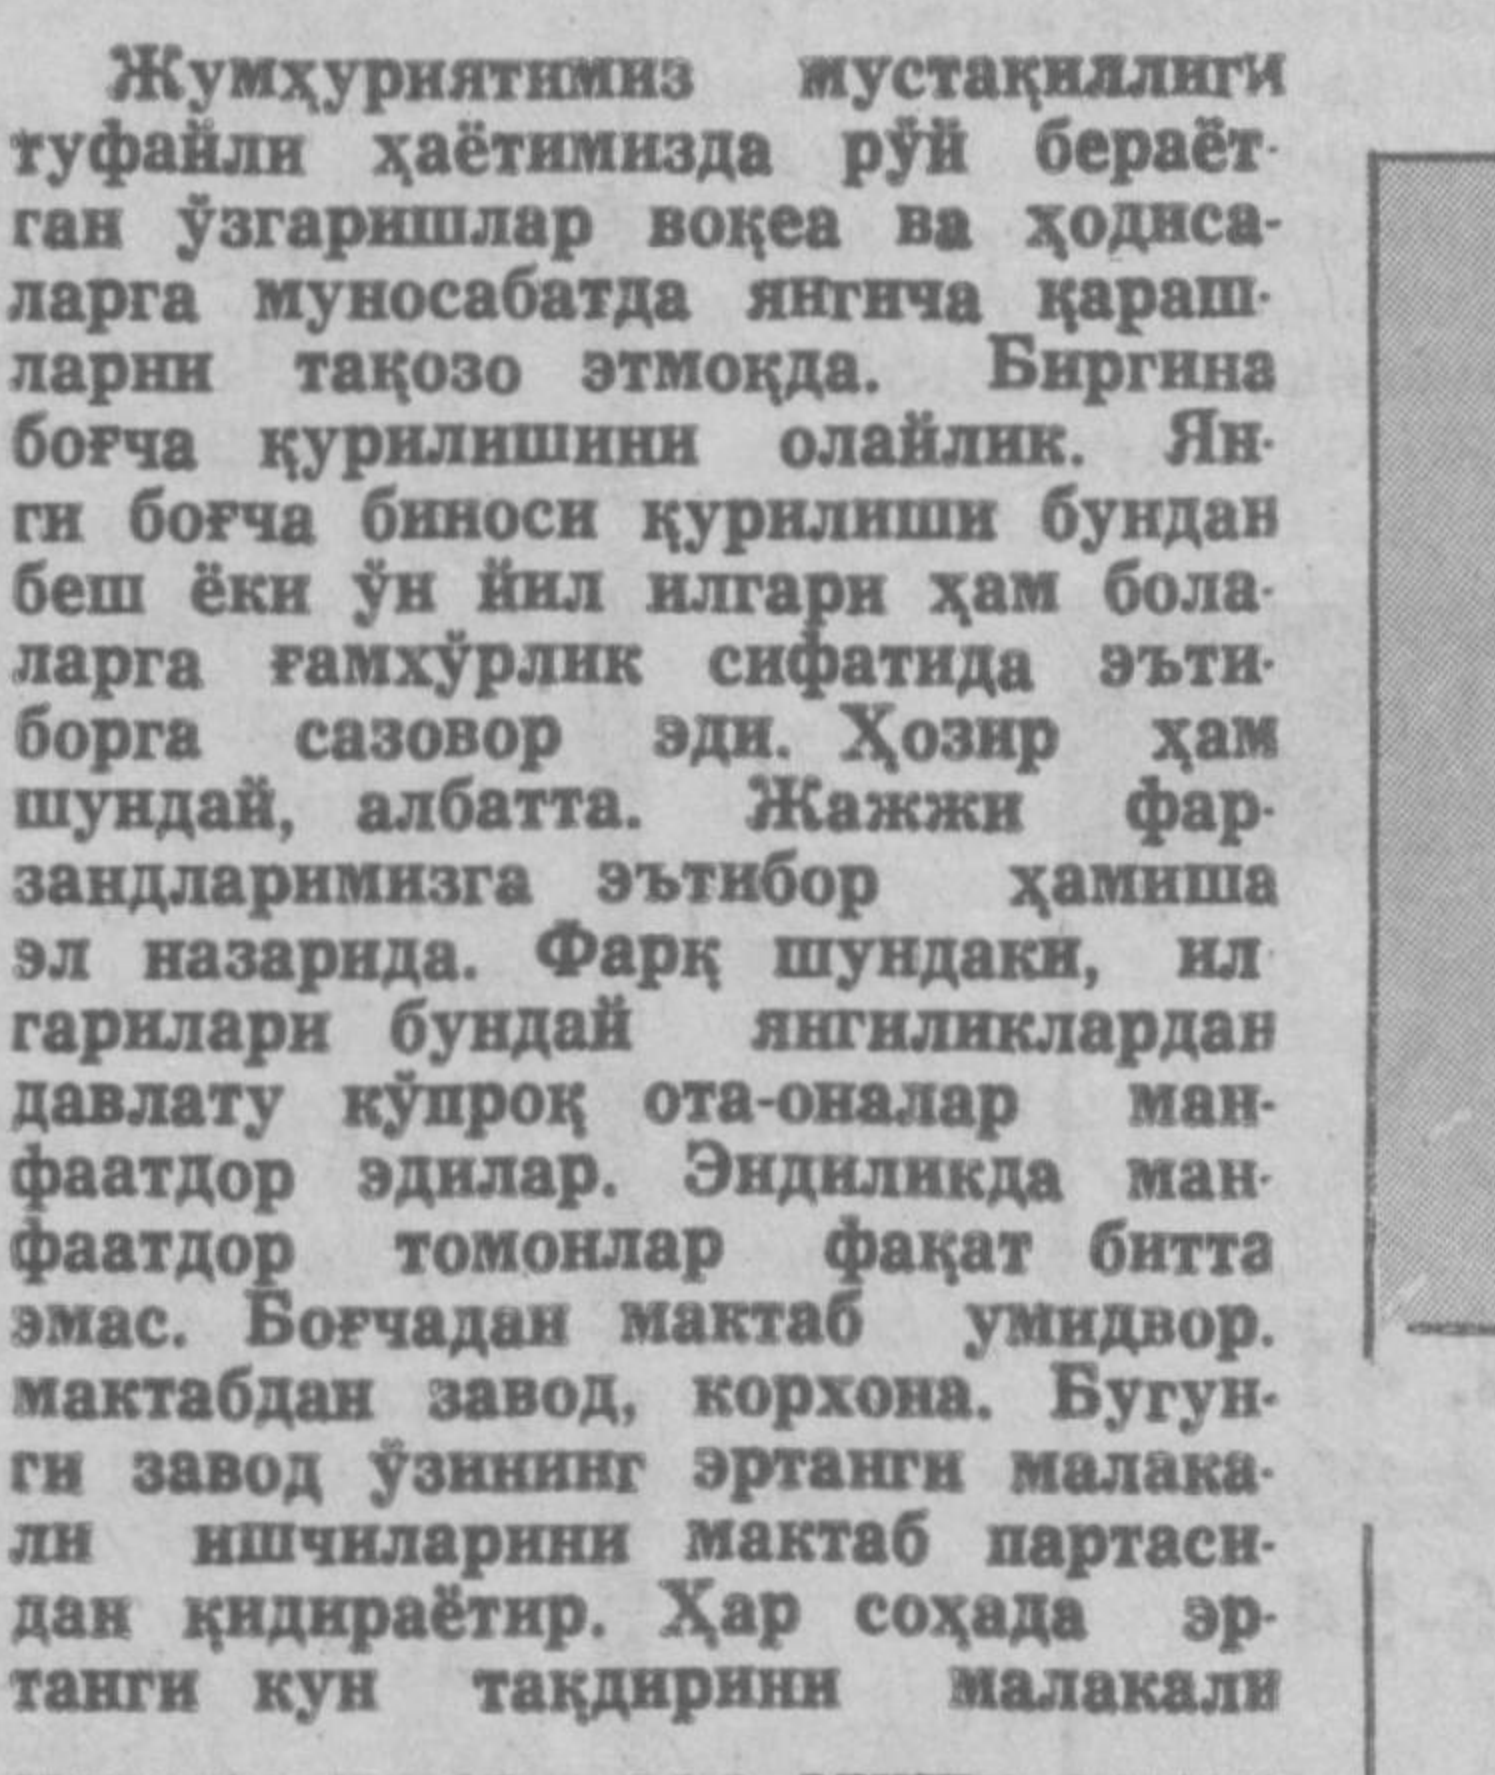 Жумҳуриятимиз мустақиллиги
туфайли ҳаётимизда рўй бераёт-
ган ўзгаришлар воқеа ва ҳодиса-
ларга муносабатда янгича қараш-
ларни тақозо этмоқда. Биргина
боғча қурилишини олайлик. Ян-
ги боғча биноси қурилиши бундан
беш ёки ўн йил илгари ҳам бола-
ларга ғамхўрлик сифатида эъти-
борга сазовор эди. Ҳозир ҳам
шундай, албатта. Жажжи фар-
зандларимизга эътибор ҳамиша
эл назарида. Фарқ шундаки, ил
гарилари бундай янгиликлардан
давлату кўпроқ ота-оналар ман-
фаатдор эдилар. Эндиликда ман-
фаатдор томонлар фақат битта
эмас. Боғчадан мактаб умидвор.
мактабдан завод, корхона. Бугун-
ги завод ўзининг эртанги малака-
ли ишчиларини мактаб партаси-
дан қидираётир. Ҳар соҳада эр-
танги кун тақдирини малакали